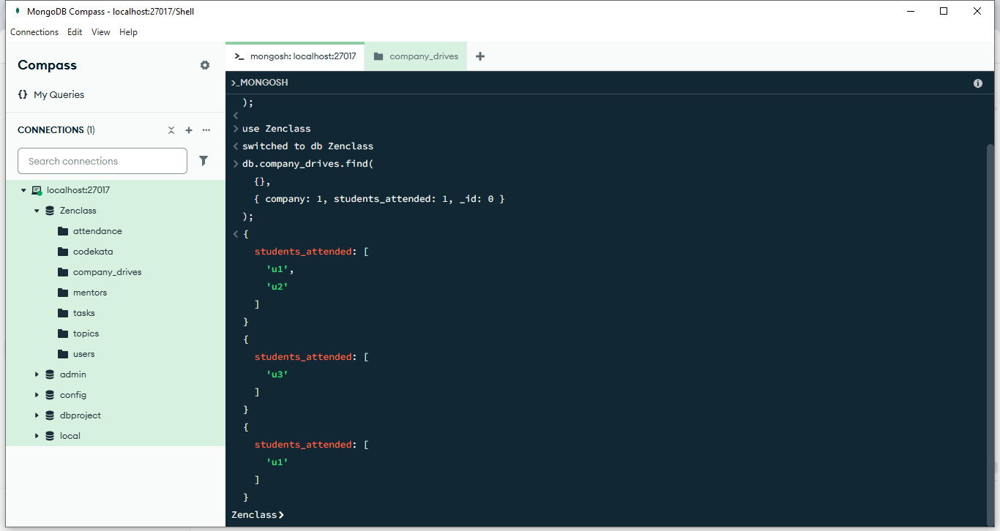 MongoDB Compass - localhost:27017/Shell
Connections Edit View Help
Compass
{} My Queries
CONNECTIONS (1)
Search connections
localhost:27017
Zenclass
attendance
codekata
company_drives
mentors
tasks
topics
users
admin
config
dbproject
local
>_ mongosh: localhost:27017
company_drives
>_MONGOSH
);
<
> use Zenclass
< switched to db Zenclass
> db.company_drives.find(
{},
{ company: 1, students_attended: 1, _id: 0 }
);
< {
students_attended: [
'u1',
'u2'
]
}
{
students_attended: [
'u3'
]
}
{
students_attended: [
'u1'
]
}
Zenclass>